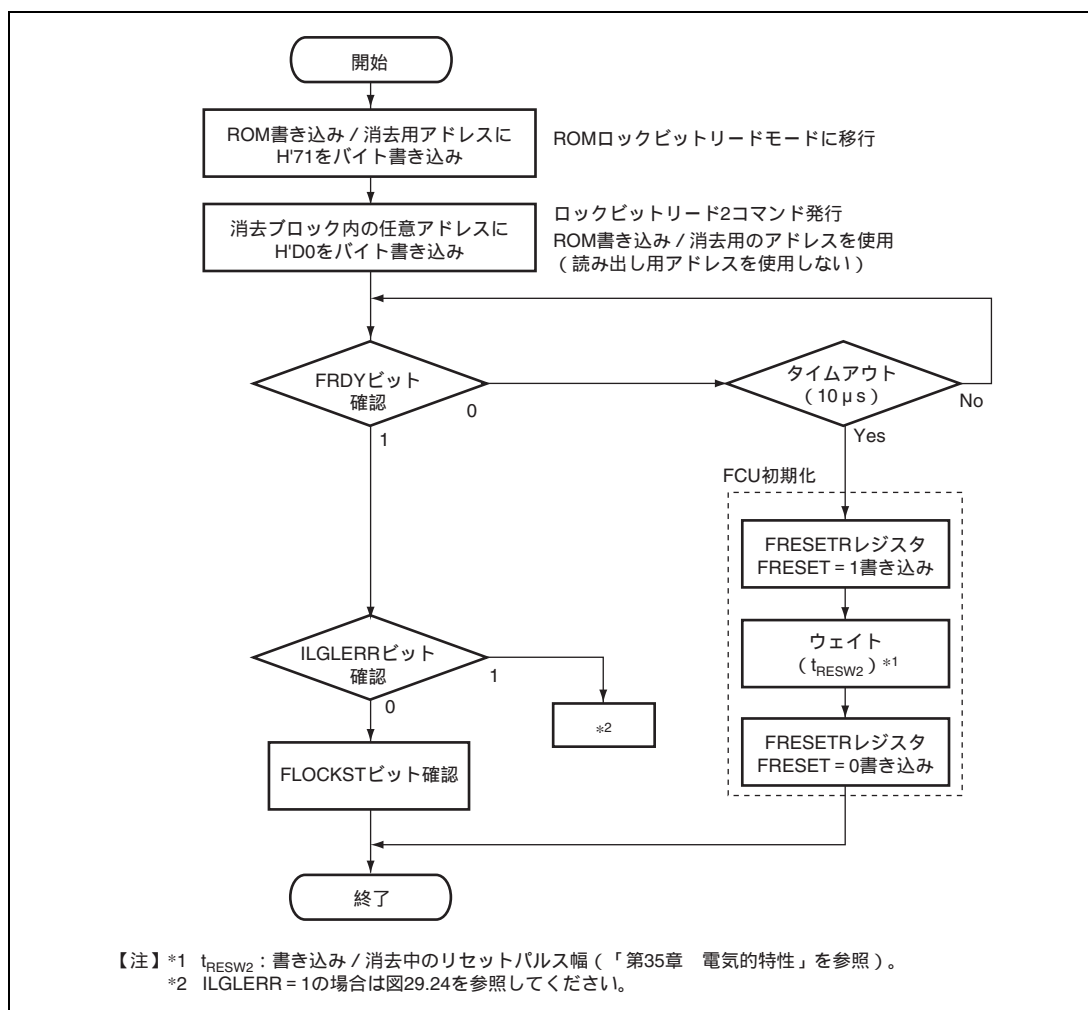 開始
ROM書き込み / 消去用アドレスに
H'71をバイト書き込み
ROMロックビットリードモードに移行
消去ブロック内の任意アドレスに
H'D0をバイト書き込み
ロックビットリード2コマンド発行
ROM書き込み / 消去用のアドレスを使用
(読み出し用アドレスを使用しない)
FRDYビット
確認
0
1
タイムアウト
(10μs)
No
Yes
FCU初期化
FRESETRレジスタ
FRESET = 1書き込み
ウェイト
(tRESW2)*1
FRESETRレジスタ
FRESET = 0書き込み
ILGLERRビット
確認
1
0
*2
FLOCKSTビット確認
終了
【注】*1 tRESW2:書き込み / 消去中のリセットパルス幅(「第35章 電気的特性」を参照)。
*2 ILGLERR = 1の場合は図29.24を参照してください。